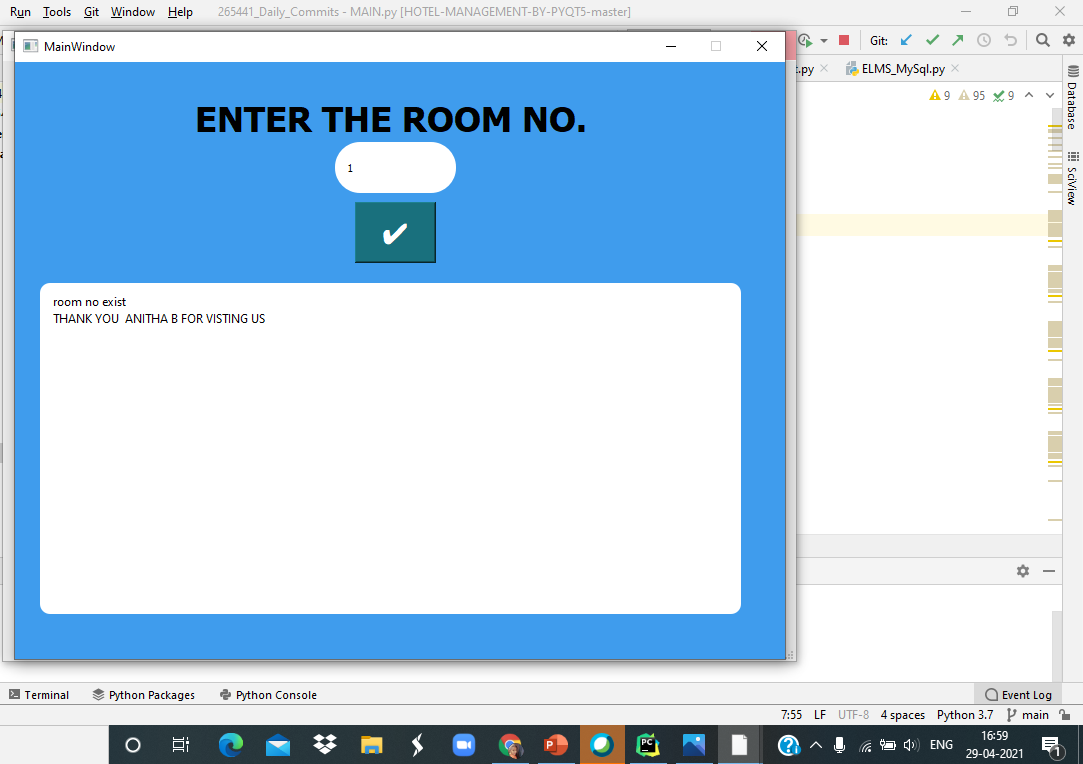 Run Tools Git Window Help 265441_Daily_Commits - MAIN.py [HOTEL-MANAGEMENT-BY-PYQT5-master]
MainWindow
Git:
.py ELMS_MySql.py
9 95 9
Database
SciView
ENTER THE ROOM NO.
1
room no exist
THANK YOU ANITHA B FOR VISTING US
Terminal Python Packages Python Console Event Log
7:55 LF UTF-8 4 spaces Python 3.7 main
ENG 16:59
29-04-2021
1